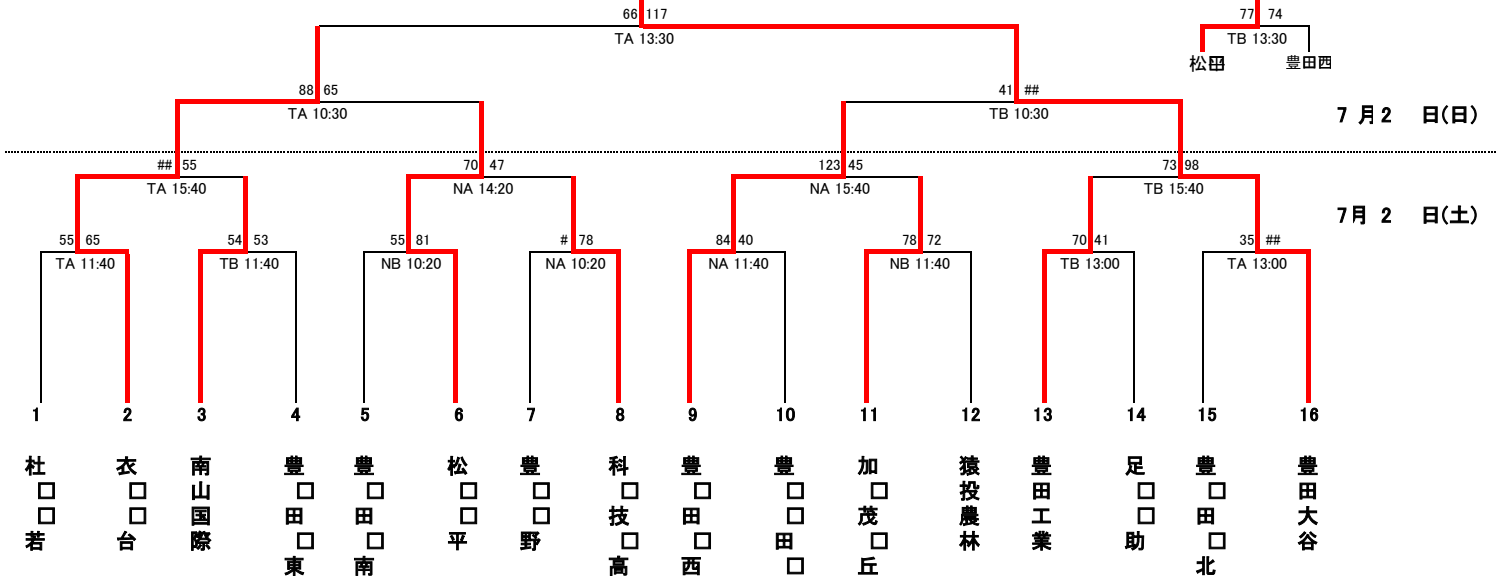 66 117 77 74
TA 13:30 TB 13:30
松平 豊田西
88 65 41 ##
TA 10:30 TB 10:30
7 月2 日(日)
## 55 70 47 123 45 73 98
TA 15:40 NA 14:20 NA 15:40 TB 15:40
7月 2 日(土)
55 65 54 53 55 81 # 78 84 40 78 72 70 41 35 ##
TA 11:40 TB 11:40 NB 10:20 NA 10:20 NA 11:40 NB 11:40 TB 13:00 TA 13:00
1 2 3 4 5 6 7 8 9 10 11 12 13 14 15 16
杜□□若
衣□□台
南山国際
豊□田□東
豊□田□南
松□□平
豊□□野
科□技□高
豊□田□西
豊□□田□
加□茂□丘
猿投農林
豊田工業
足□□助
豊□田□北
豊田大谷